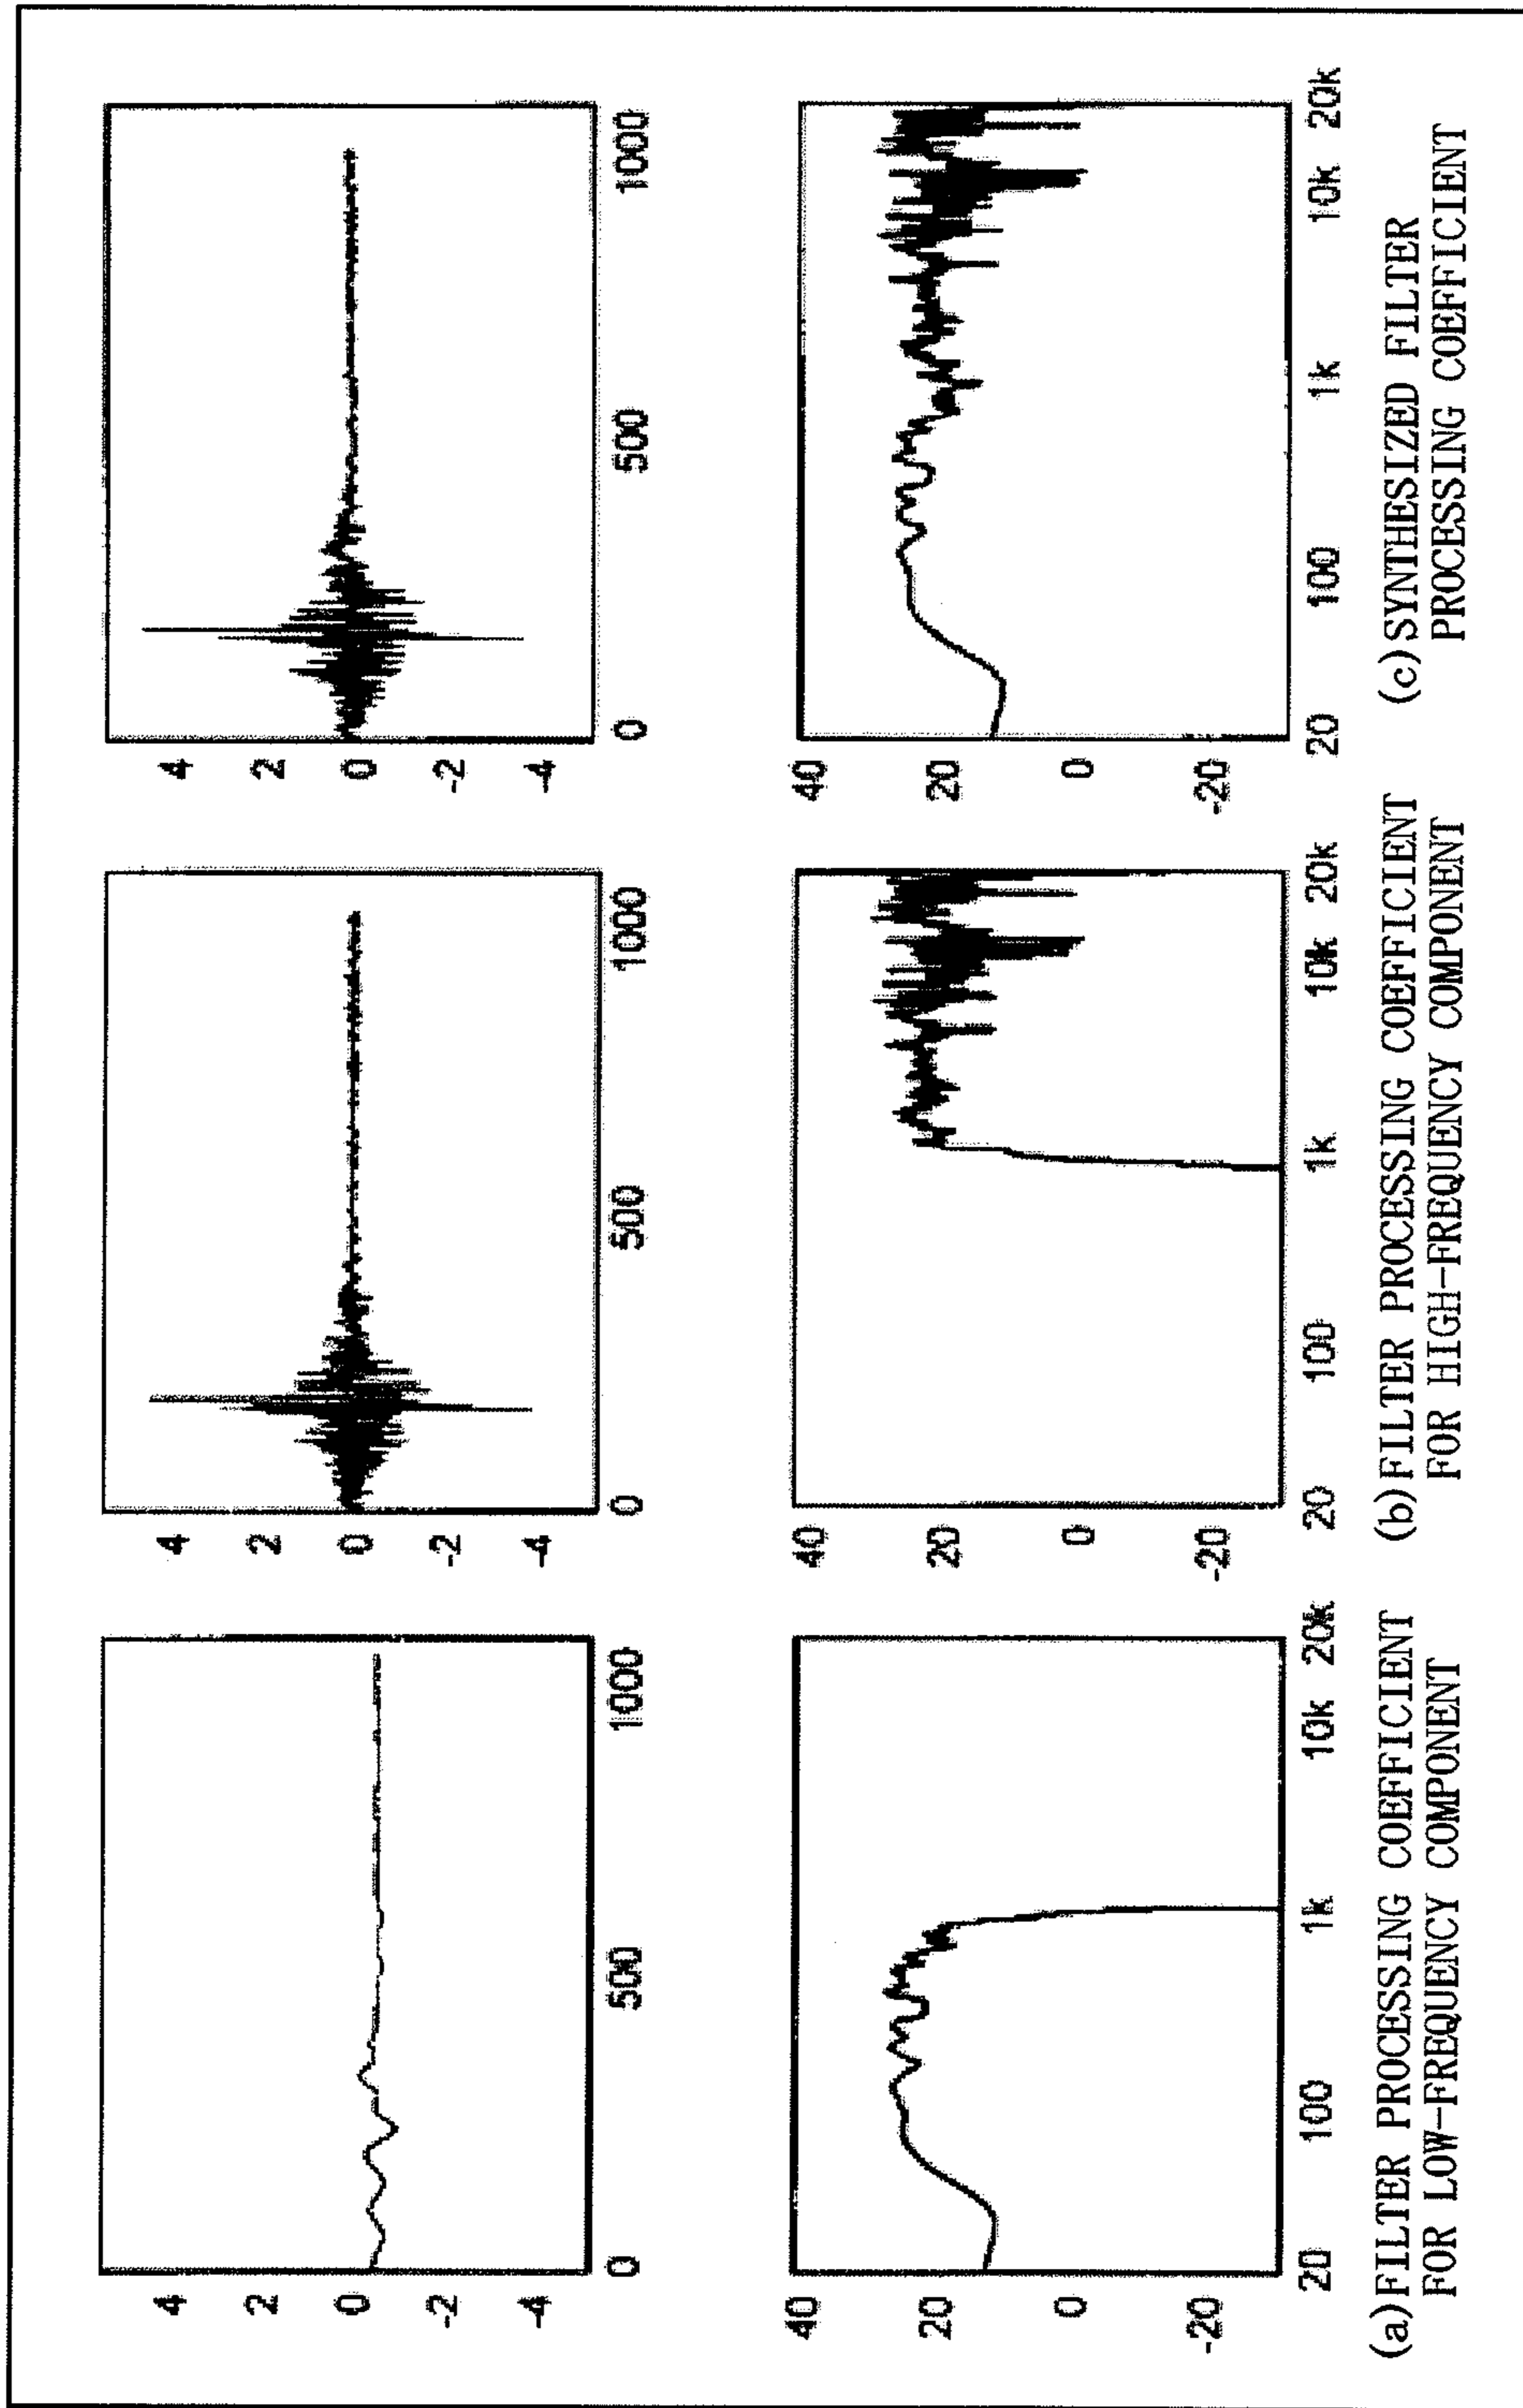 4
2
0
-2
-4
0
500
1000
40
20
0
-20
20
100
1k
10k
20k
(a)FILTER PROCESSING COEFFICIENT
FOR LOW-FREQUENCY COMPONENT
4
2
0
-2
-4
0
500
1000
40
20
0
-20
20
100
1k
10k
20k
(b)FILTER PROCESSING COEFFICIENT
FOR HIGH-FREQUENCY COMPONENT
4
2
0
-2
-4
0
500
1000
40
20
0
-20
20
100
1k
10k
20k
(c)SYNTHESIZED FILTER
PROCESSING COEFFICIENT